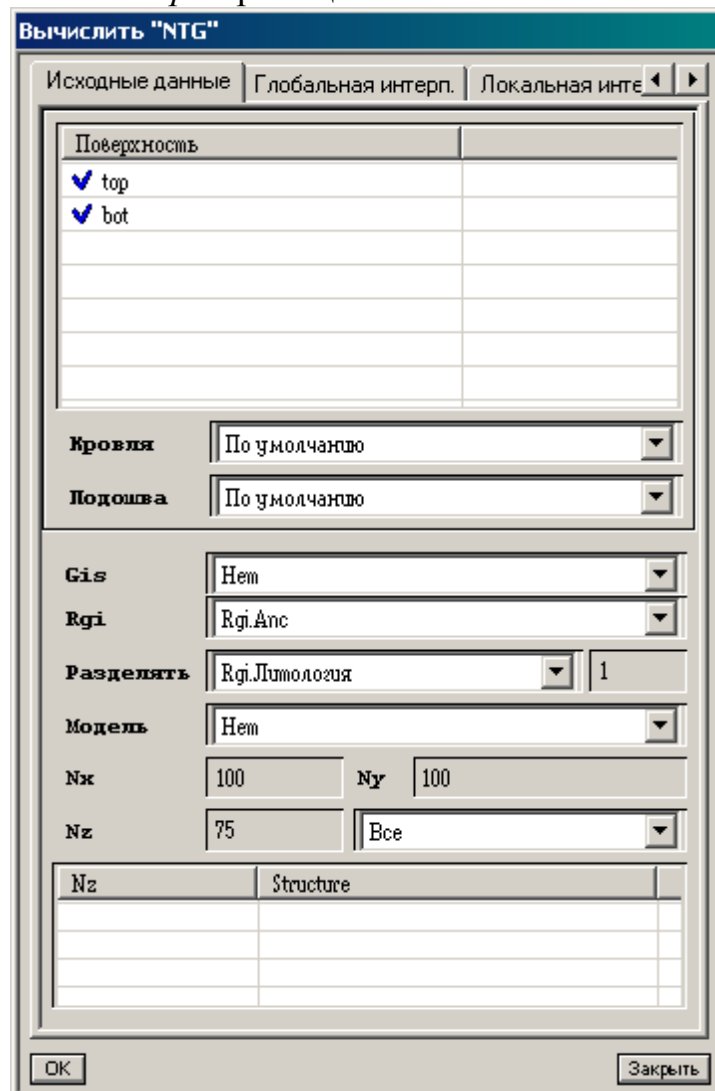 Вычислить "NTG"
Исходные данные Глобальная интерп. Локальная инте
Поверхность
top
bot
Кровля По умолчанию
Подошва По умолчанию
Gis Нет
Rgi Rgi.Апс
Разделять Rgi.Литология 1
Модель Нет
Nx 100 Ny 100
Nz 75 Все
Nz Structure
OK Закрыть